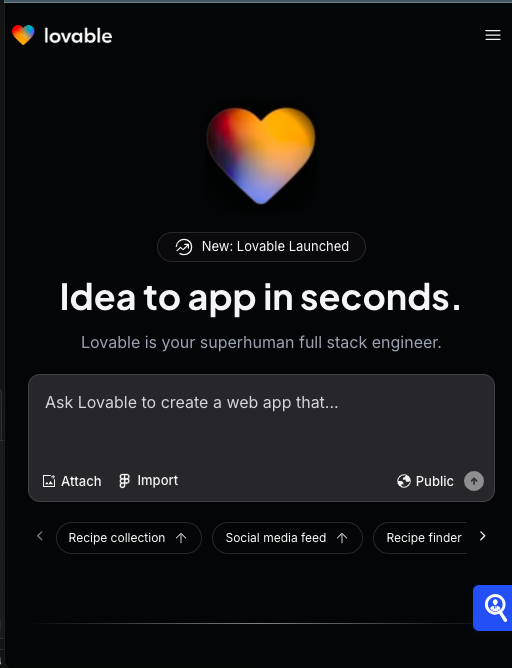 lovable
New: Lovable Launched
Idea to app in seconds.
Lovable is your superhuman full stack engineer.
Ask Lovable to create a web app that...
Attach Import Public
Recipe collection Social media feed Recipe finder